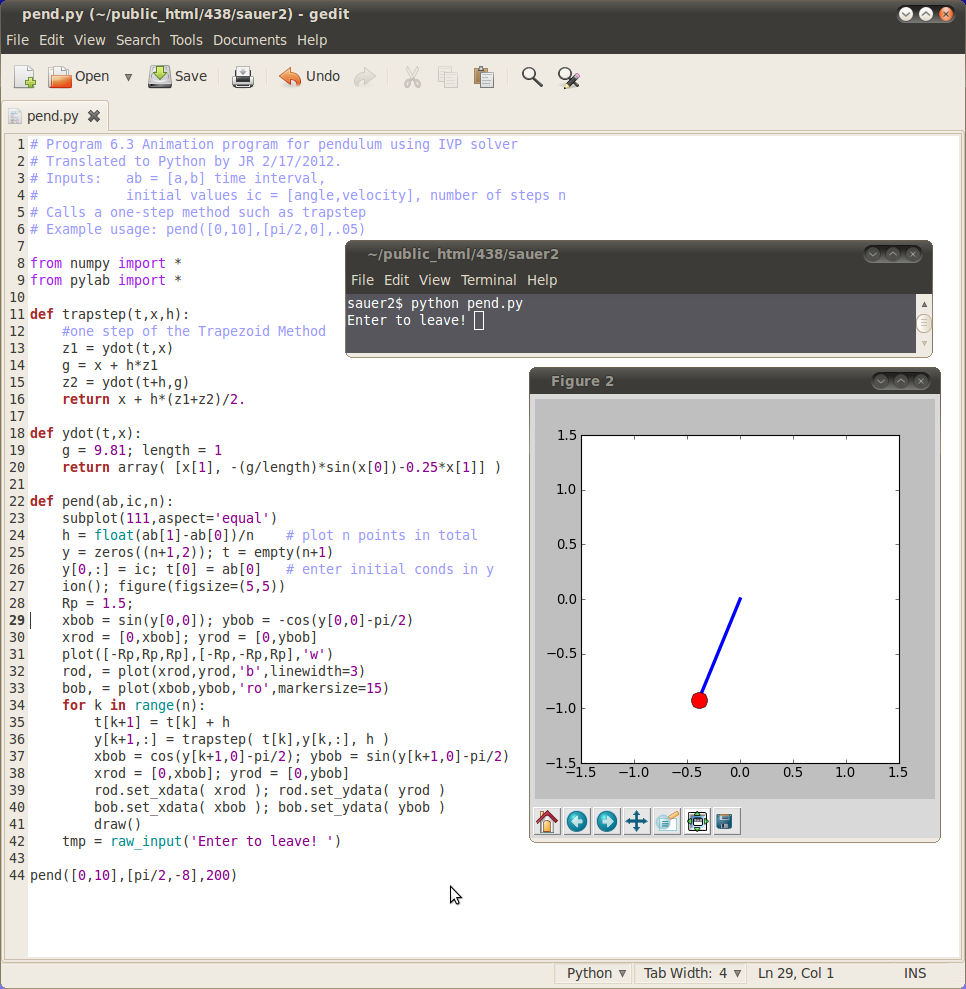 pend.py (~/public_html/438/sauer2) - gedit
File Edit View Search Tools Documents Help
Open Save Undo
pend.py
1 # Program 6.3 Animation program for pendulum using IVP solver
2 # Translated to Python by JR 2/17/2012.
3 # Inputs:   ab = [a,b] time interval,
4 #           initial values ic = [angle,velocity], number of steps n
5 # Calls a one-step method such as trapstep
6 # Example usage: pend([0,10],[pi/2,0],.05)
7
8 from numpy import *
9 from pylab import *
10
11 def trapstep(t,x,h):
12     #one step of the Trapezoid Method
13     z1 = ydot(t,x)
14     g = x + h*z1
15     z2 = ydot(t+h,g)
16     return x + h*(z1+z2)/2.
17
18 def ydot(t,x):
19     g = 9.81; length = 1
20     return array( [x[1], -(g/length)*sin(x[0])-0.25*x[1]] )
21
22 def pend(ab,ic,n):
23     subplot(111,aspect='equal')
24     h = float(ab[1]-ab[0])/n    # plot n points in total
25     y = zeros((n+1,2)); t = empty(n+1)
26     y[0,:] = ic; t[0] = ab[0]   # enter initial conds in y
27     ion(); figure(figsize=(5,5))
28     Rp = 1.5;
29     xbob = sin(y[0,0]); ybob = -cos(y[0,0]-pi/2)
30     xrod = [0,xbob]; yrod = [0,ybob]
31     plot([-Rp,Rp,Rp],[-Rp,-Rp,Rp],'w')
32     rod, = plot(xrod,yrod,'b',linewidth=3)
33     bob, = plot(xbob,ybob,'ro',markersize=15)
34     for k in range(n):
35         t[k+1] = t[k] + h
36         y[k+1,:] = trapstep( t[k],y[k,:], h )
37         xbob = cos(y[k+1,0]-pi/2); ybob = sin(y[k+1,0]-pi/2)
38         xrod = [0,xbob]; yrod = [0,ybob]
39         rod.set_xdata( xrod ); rod.set_ydata( yrod )
40         bob.set_xdata( xbob ); bob.set_ydata( ybob )
41         draw()
42     tmp = raw_input('Enter to leave! ')
43
44 pend([0,10],[pi/2,-8],200)
~/public_html/438/sauer2
File Edit View Terminal Help
sauer2$ python pend.py
Enter to leave!
Figure 2
1.5
1.0
0.5
0.0
−0.5
−1.0
−1.5
−1.5 −1.0 −0.5 0.0 0.5 1.0 1.5
Python Tab Width: 4 Ln 29, Col 1 INS